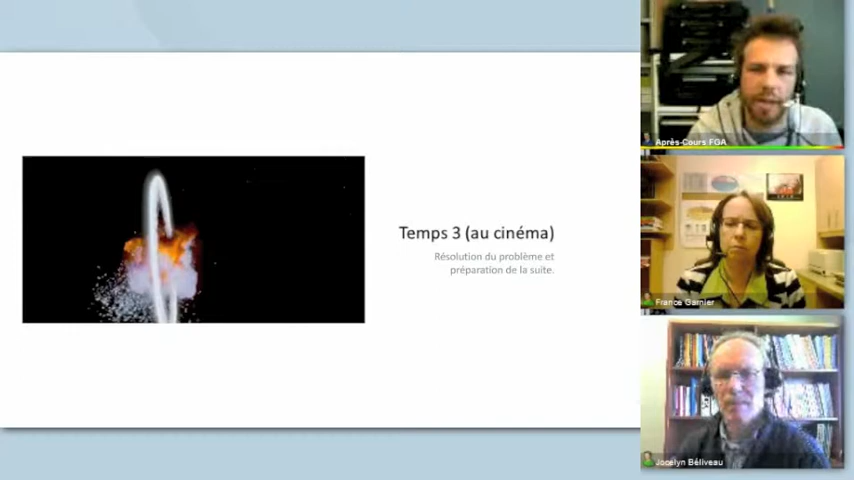 Temps 3 (au cinéma)
Résolution du problème et
préparation de la suite.
Après-Cours FGA
France Garnier
Jocelyn Béliveau